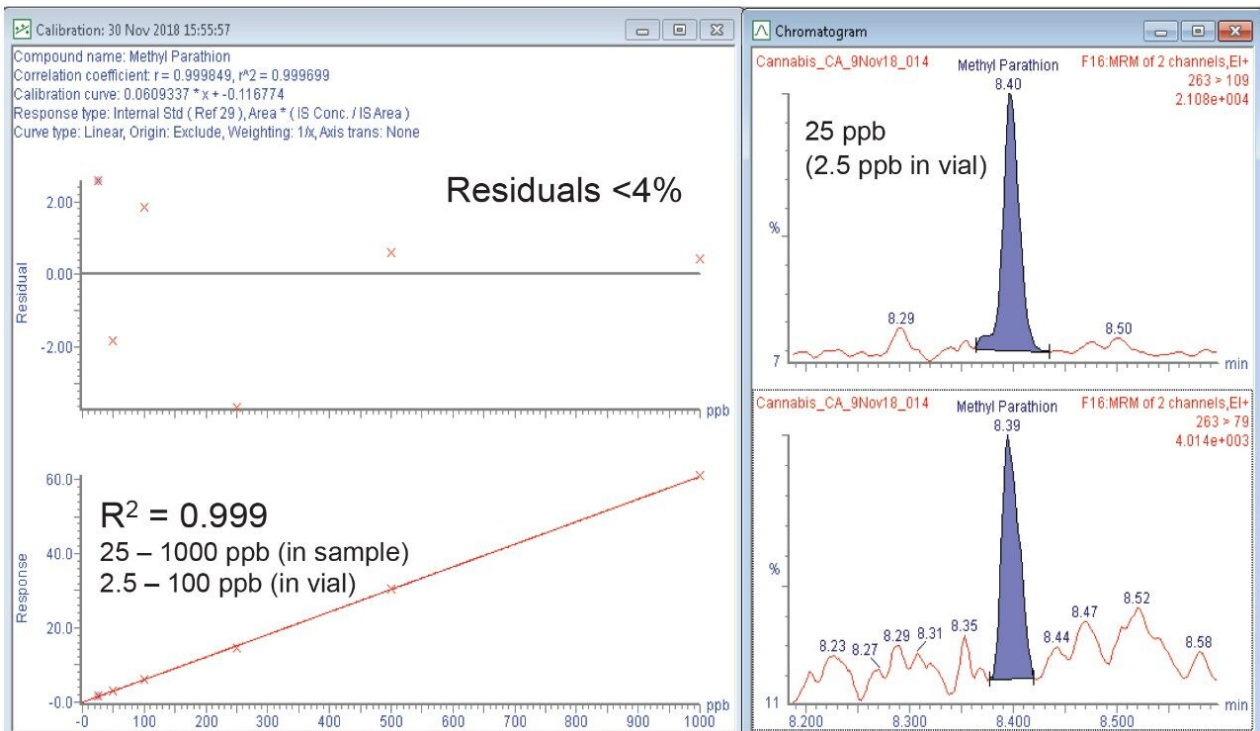 Calibration: 30 Nov 2018 15:55:57
Compound name: Methyl Parathion
Correlation coefficient: r = 0.999849, r^2 = 0.999699
Calibration curve: 0.0609337 * x + -0.116774
Response type: Internal Std ( Ref 29 ), Area * ( IS Conc. / IS Area )
Curve type: Linear, Origin: Exclude, Weighting: 1/x, Axis trans: None
Residuals <4%
2.00
0.00
-2.00
Residual
ppb
60.0
40.0
20.0
-0.0
Response
R² = 0.999
25 – 1000 ppb (in sample)
2.5 – 100 ppb (in vial)
-0 100 200 300 400 500 600 700 800 900 1000
ppb
Chromatogram
Cannabis_CA_9Nov18_014 Methyl Parathion F16:MRM of 2 channels,EI+
8.40 263 > 109
2.108e+004
25 ppb
(2.5 ppb in vial)
%
8.29
8.50
7
min
Cannabis_CA_9Nov18_014 Methyl Parathion F16:MRM of 2 channels,EI+
8.39 263 > 79
4.014e+003
%
8.23 8.27 8.29 8.31 8.35 8.44 8.47 8.52 8.58
11
8.200 8.300 8.400 8.500
min